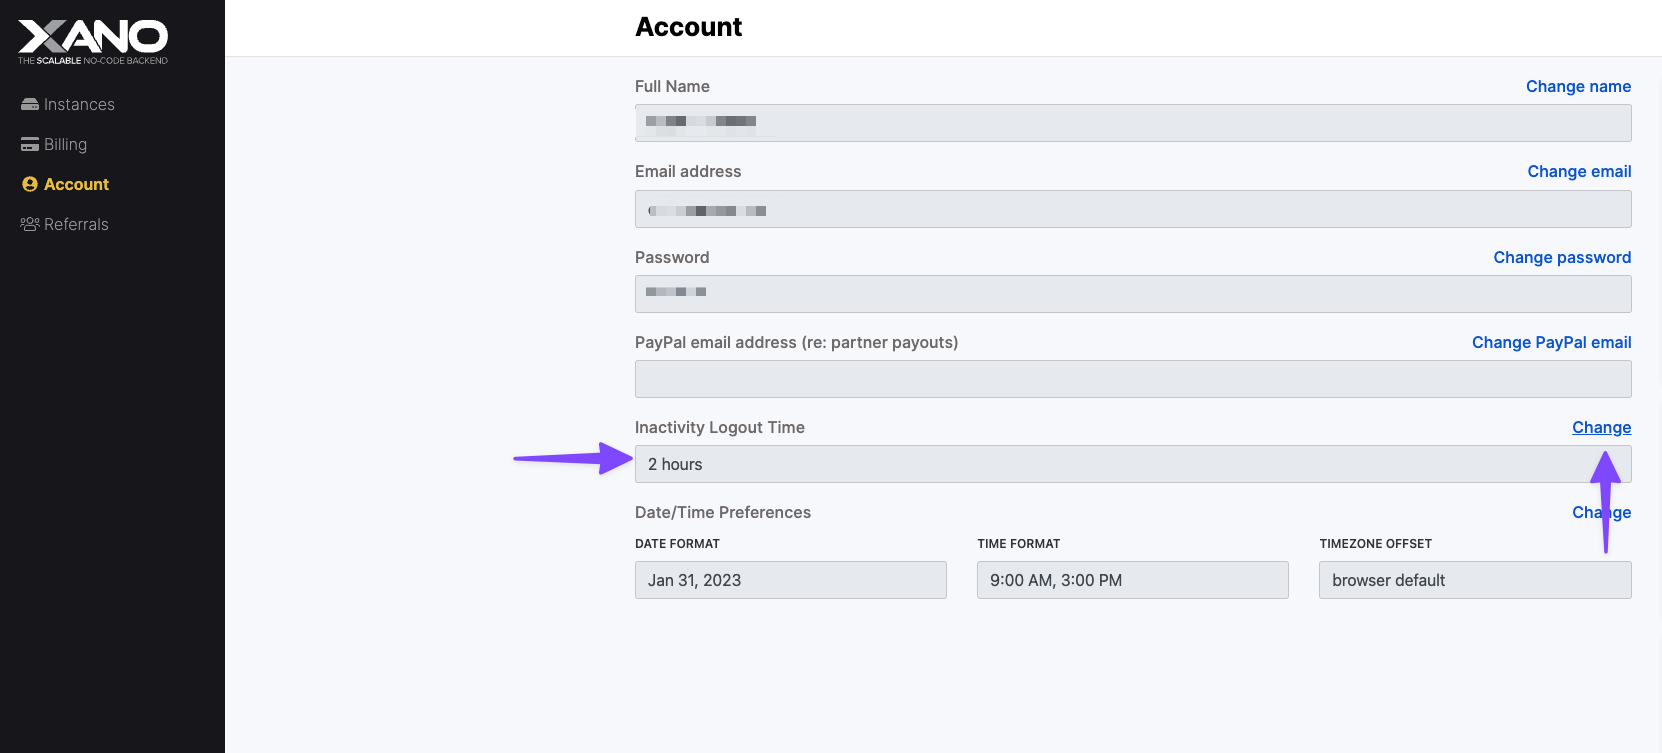 XANO
THE SCALABLE NO-CODE BACKEND
Instances
Billing
Account
Referrals
Account
Full Name Change name
Email address Change email
Password Change password
PayPal email address (re: partner payouts) Change PayPal email
Inactivity Logout Time Change
2 hours
Date/Time Preferences Change
DATE FORMAT TIME FORMAT TIMEZONE OFFSET
Jan 31, 2023 9:00 AM, 3:00 PM browser default